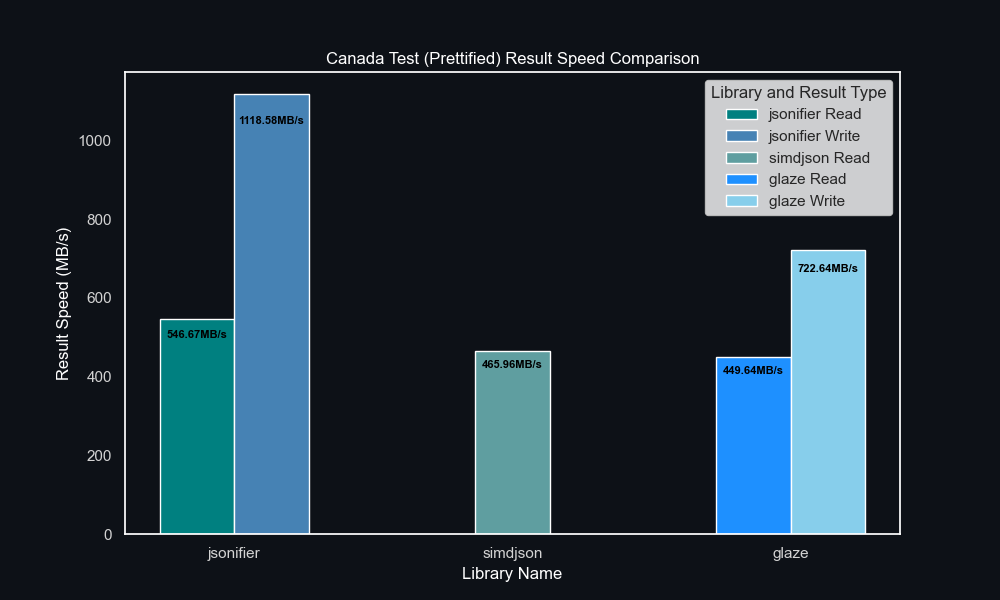 Canada Test (Prettified) Result Speed Comparison
Library and Result Type
jsonifier Read
jsonifier Write
simdjson Read
glaze Read
glaze Write
Result Speed (MB/s)
1000
800
600
400
200
0
1118.58MB/s
546.67MB/s
465.96MB/s
449.64MB/s
722.64MB/s
jsonifier
simdjson
glaze
Library Name